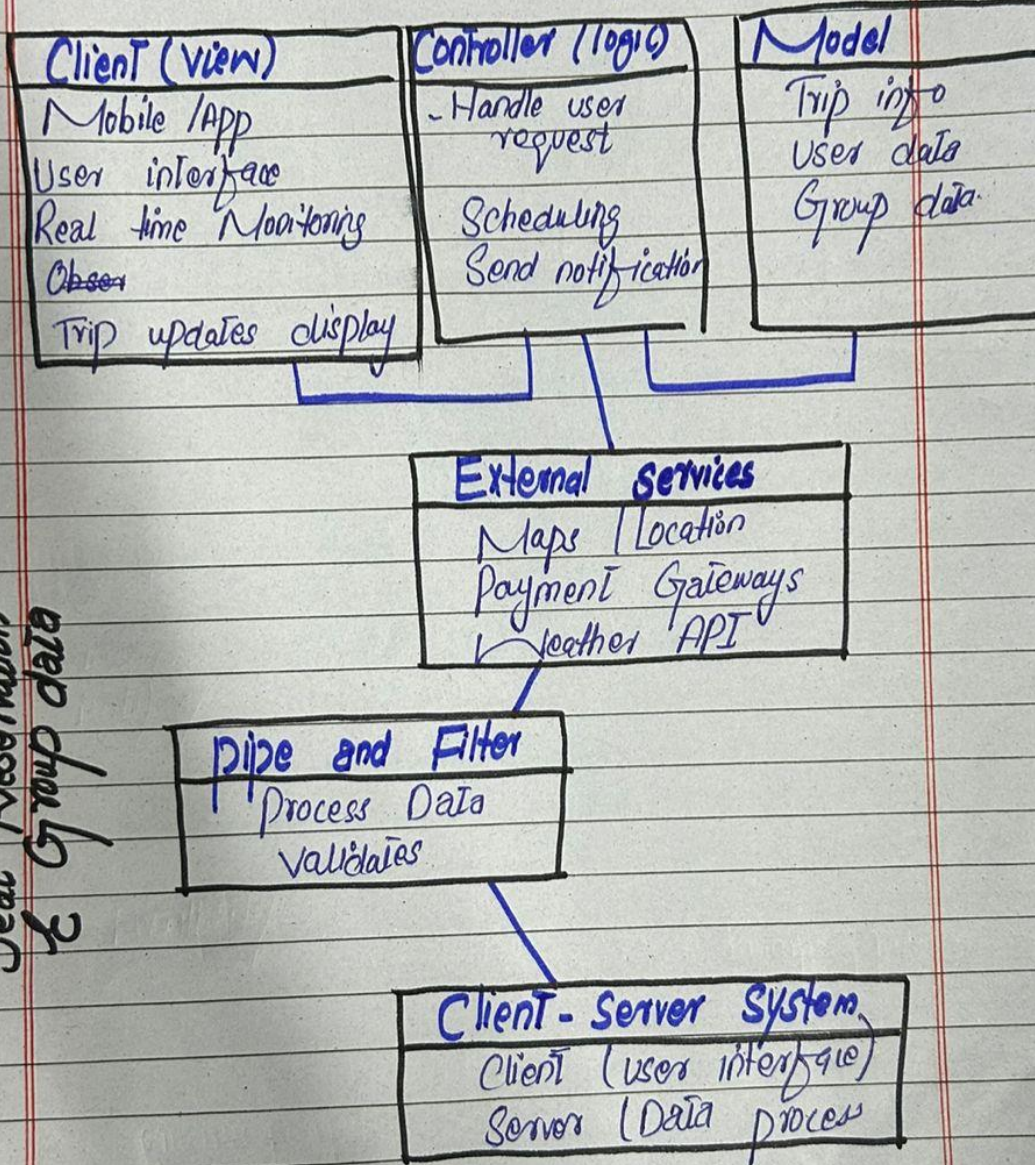 Client (View)
Mobile /App
User interface
Real time Monitoring
Obser
Trip updates display
Controller (logic)
- Handle user
request
Scheduling
Send notification
Model
Trip info
User data
Group data.
External services
Maps / Location
Payment Gateways
Weather API
Pipe and Filter
Process Data
Validates
Client - Server System
Client (user interface)
Server (Data process
& Group data